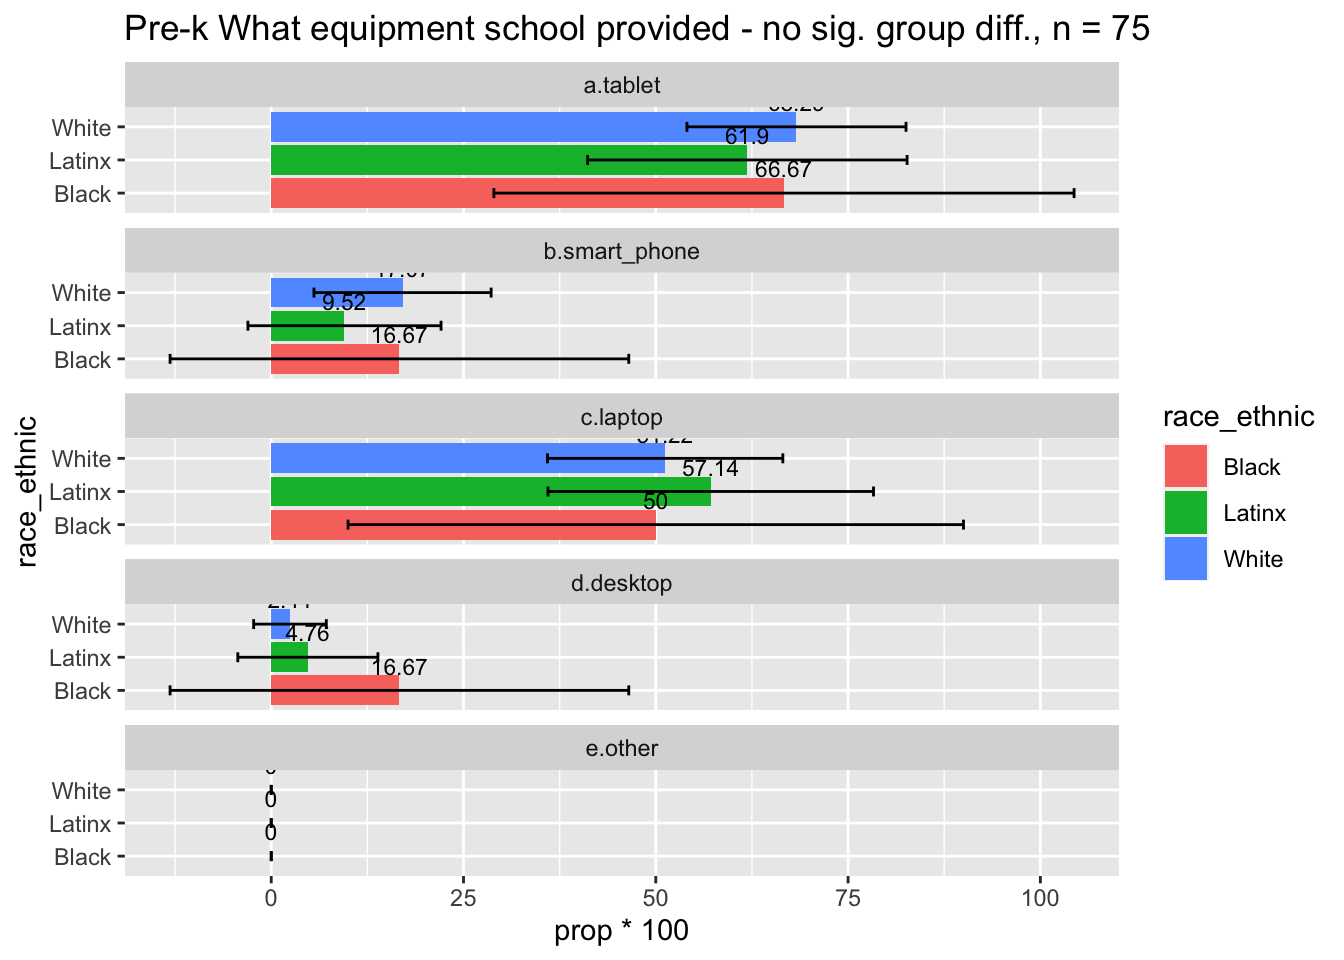 Pre-k What equipment school provided - no sig. group diff., n = 75
a.tablet
White
61.9
Latinx
66.67
Black
b.smart_phone
White
9.52
Latinx
16.67
Black
c.laptop
White
57.14
Latinx
50
Black
d.desktop
White
4.76
Latinx
16.67
Black
e.other
White
0
Latinx
0
Black
0 25 50 75 100
prop * 100
race_ethnic
race_ethnic
Black
Latinx
White